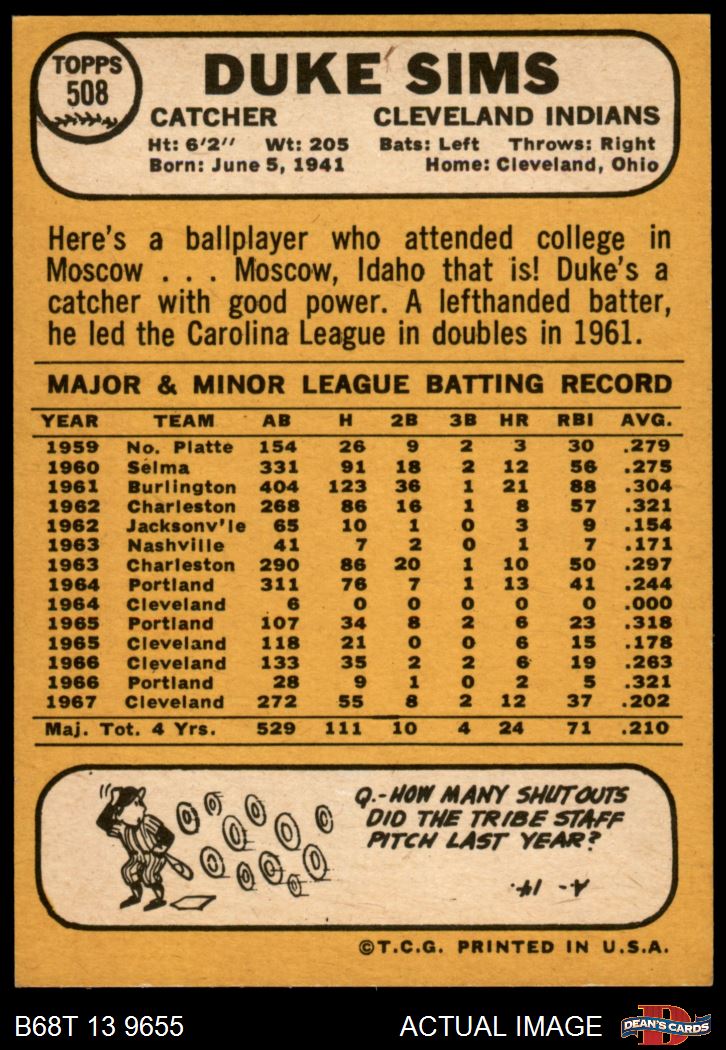 TOPPS
508
DUKE SIMS
CATCHER CLEVELAND INDIANS
Ht: 6'2" Wt: 205 Bats: Left Throws: Right
Born: June 5, 1941 Home: Cleveland, Ohio
Here's a ballplayer who attended college in
Moscow . . . Moscow, Idaho that is! Duke's a
catcher with good power. A lefthanded batter,
he led the Carolina League in doubles in 1961.
MAJOR & MINOR LEAGUE BATTING RECORD
YEAR TEAM AB H 2B 3B HR RBI AVG.
1959 No. Platte 154 26 9 2 3 30 .279
1960 Selma 331 91 18 2 12 56 .275
1961 Burlington 404 123 36 1 21 88 .304
1962 Charleston 268 86 16 1 8 57 .321
1962 Jacksonv'le 65 10 1 0 3 9 .154
1963 Nashville 41 7 2 0 1 7 .171
1963 Charleston 290 86 20 1 10 50 .297
1964 Portland 311 76 7 1 13 41 .244
1964 Cleveland 6 0 0 0 0 0 .000
1965 Portland 107 34 8 2 6 23 .318
1965 Cleveland 118 21 0 0 6 15 .178
1966 Cleveland 133 35 2 2 6 19 .263
1966 Portland 28 9 1 0 2 5 .321
1967 Cleveland 272 55 8 2 12 37 .202
Maj. Tot. 4 Yrs. 529 111 10 4 24 71 .210
Q.-HOW MANY SHUTOUTS
DID THE TRIBE STAFF
PITCH LAST YEAR?
A- 14.
©T.C.G. PRINTED IN U.S.A.
B68T 13 9655 ACTUAL IMAGE
D
DEAN'S CARDS